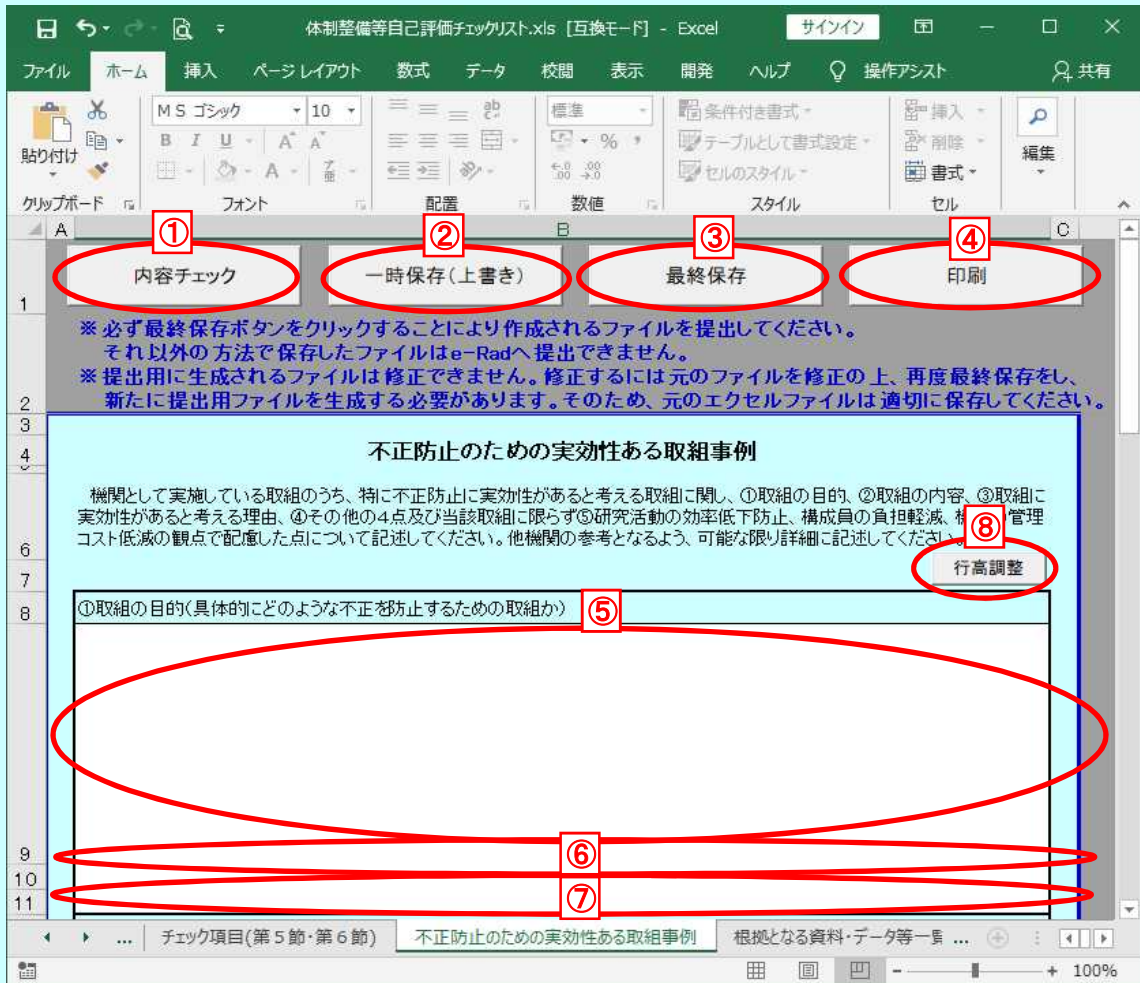 体制整備等自己評価チェックリスト.xls [互換モード] - Excel
サインイン
ファイル ホーム 挿入 ページ レイアウト 数式 データ 校閲 表示 開発 ヘルプ 操作アシスト 共有
貼り付け
ＭＳ ゴシック 10
B I U A A
A
標準
% ,
条件付き書式
テーブルとして書式設定
セルのスタイル
挿入
削除
書式
編集
クリップボード フォント 配置 数値 スタイル セル
A B C
① ② ③ ④
内容チェック 一時保存（上書き） 最終保存 印刷
1
※必ず最終保存ボタンをクリックすることにより作成されるファイルを提出してください。
それ以外の方法で保存したファイルはe-Radへ提出できません。
※提出用に生成されるファイルは修正できません。修正するには元のファイルを修正の上、再度最終保存をし、
2 新たに提出用ファイルを生成する必要があります。そのため、元のエクセルファイルは適切に保存してください。
3
4 不正防止のための実効性ある取組事例
機関として実施している取組のうち、特に不正防止に実効性があると考える取組に関し、①取組の目的、②取組の内容、③取組に
実効性があると考える理由、④その他の４点及び当該取組に限らず⑤研究活動の効率低下防止、構成員の負担軽減、機 管理
6 コスト低減の観点で配慮した点について記述してください。他機関の参考となるよう、可能な限り詳細に記述してください。
⑧
7 行高調整
8 ①取組の目的（具体的にどのような不正を防止するための取組か）
⑤
9 ⑥
10
11 ⑦
... チェック項目(第５節・第６節) 不正防止のための実効性ある取組事例 根拠となる資料・データ等一覧 ...
100%